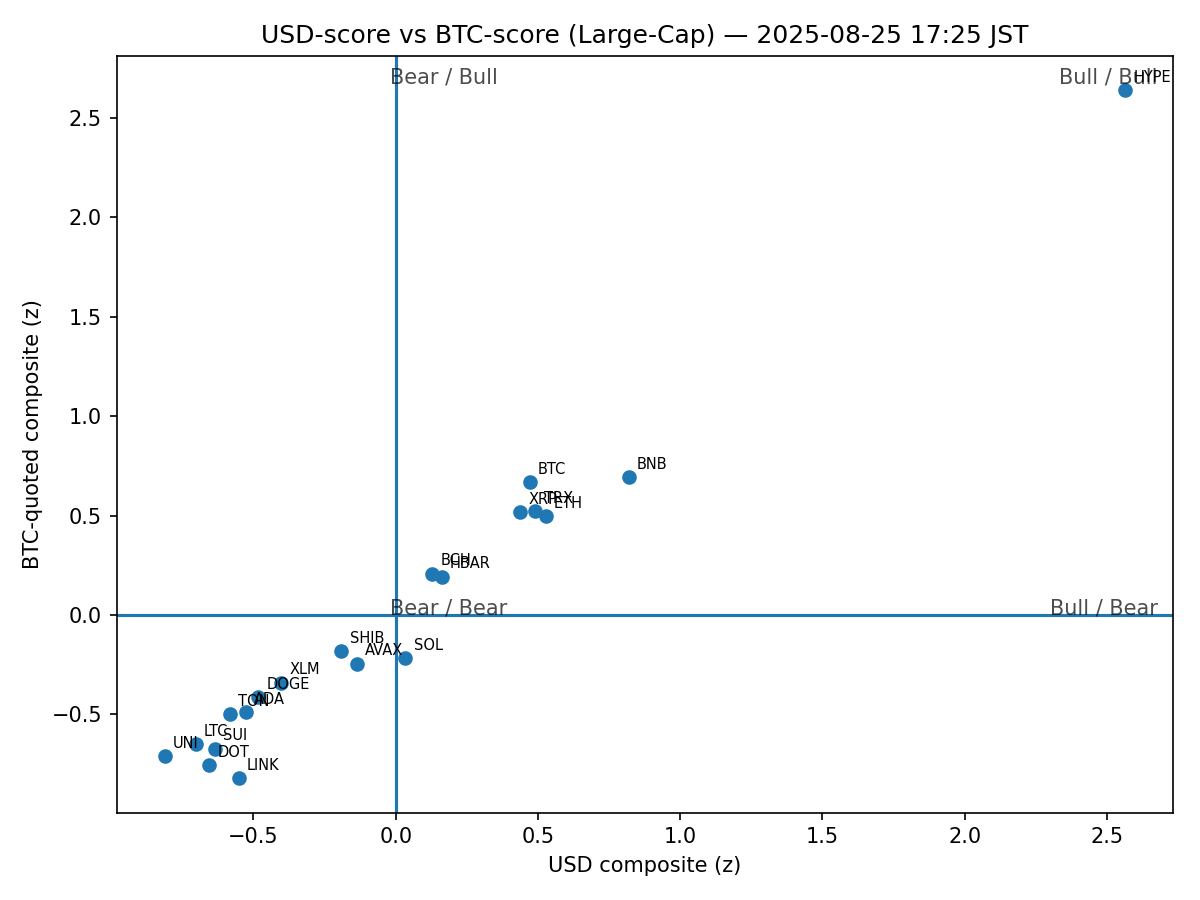 USD-score vs BTC-score (Large-Cap) — 2025-08-25 17:25 JST
Bear / Bull
Bull / Bull
HYPE
2.5
2.0
1.5
1.0
0.5
0.0
−0.5
BTC-quoted composite (z)
BNB
BTC
XRP
TRX
ETH
BCH
HBAR
Bear / Bear
Bull / Bear
SHIB
AVAX
SOL
XLM
DOGE
TON
ADA
LTC
SUI
UNI
DOT
LINK
−0.5
0.0
0.5
1.0
1.5
2.0
2.5
USD composite (z)